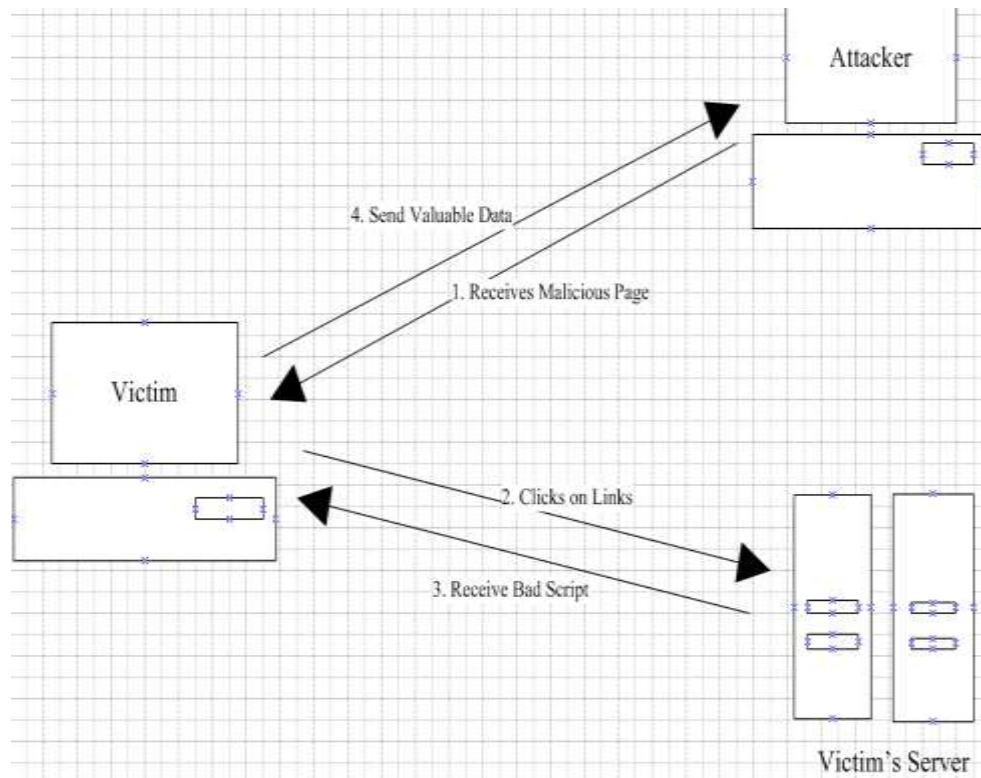 Attacker
4. Send Valuable Data
1. Receives Malicious Page
Victim
2. Clicks on Links
3. Receive Bad Script
Victim's Server